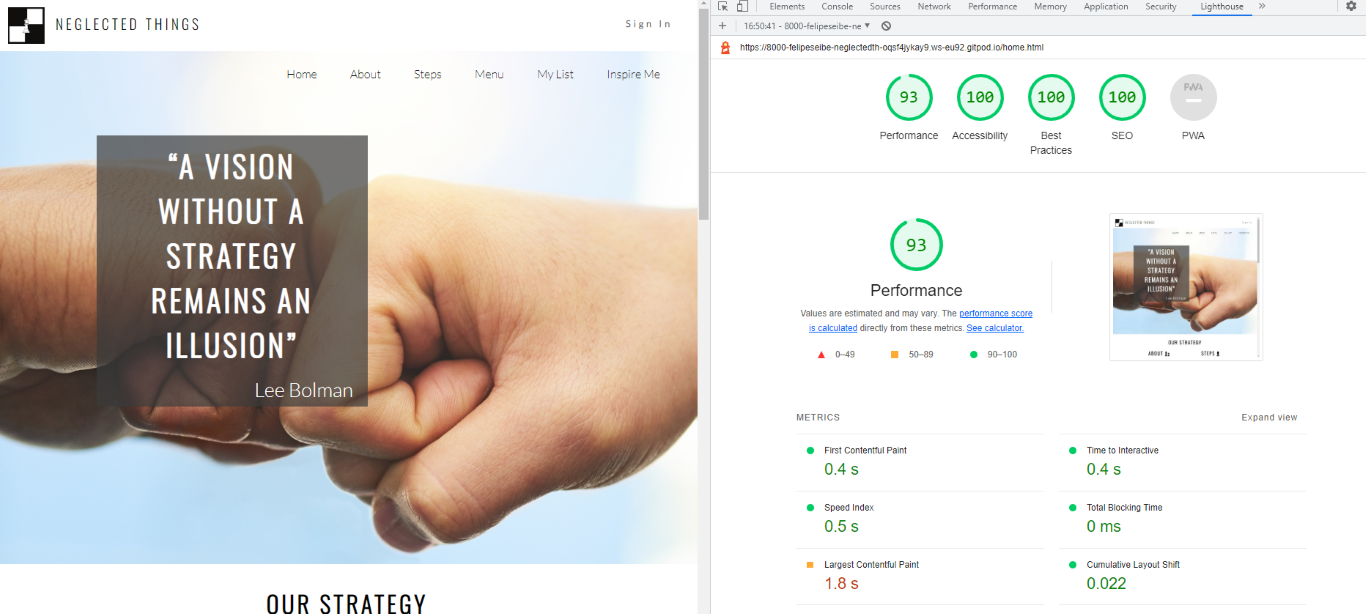 NEGLECTED THINGS
Sign In
Home About Steps Menu My List Inspire Me
“A VISION
WITHOUT A
STRATEGY
REMAINS AN
ILLUSION”
Lee Bolman
OUR STRATEGY
Elements Console Sources Network Performance Memory Application Security Lighthouse »
+ 16:50:41 - 8000-felipeseibe-ne ▼
https://8000-felipeseibe-neglectedth-oqsf4jykay9.ws-eu92.gitpod.io/home.html
93 100 100 100 PWA
Performance Accessibility Best Practices SEO PWA
93
Performance
Values are estimated and may vary. The performance score
is calculated directly from these metrics. See calculator.
0–49 50–89 90–100
NEGLECTED THINGS
“A VISION
WITHOUT A
STRATEGY
REMAINS AN
ILLUSION”
Lee Bolman
OUR STRATEGY
ABOUT STEPS
METRICS Expand view
First Contentful Paint
0.4 s
Time to Interactive
0.4 s
Speed Index
0.5 s
Total Blocking Time
0 ms
Largest Contentful Paint
1.8 s
Cumulative Layout Shift
0.022